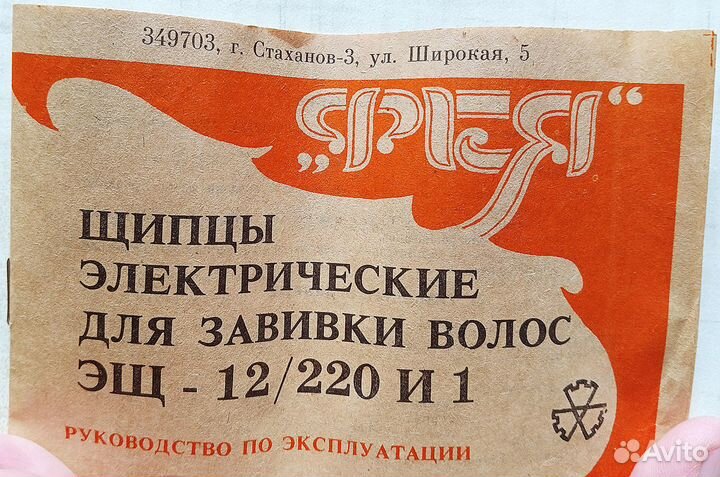 349703, г. Стаханов-3, ул. Широкая, 5
„ФЕЯ“
ЩИПЦЫ
ЭЛЕКТРИЧЕСКИЕ
ДЛЯ ЗАВИВКИ ВОЛОС
ЭЩ - 12/220 И 1
РУКОВОДСТВО ПО ЭКСПЛУАТАЦИИ
Avito